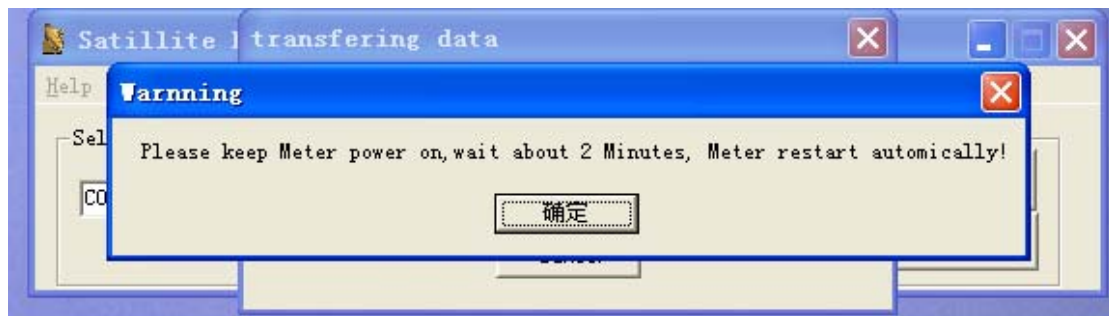 Satillite
transfering data
Help
Warnning
Sel
Please keep Meter power on,wait about 2 Minutes, Meter restart automically!
CO
确定